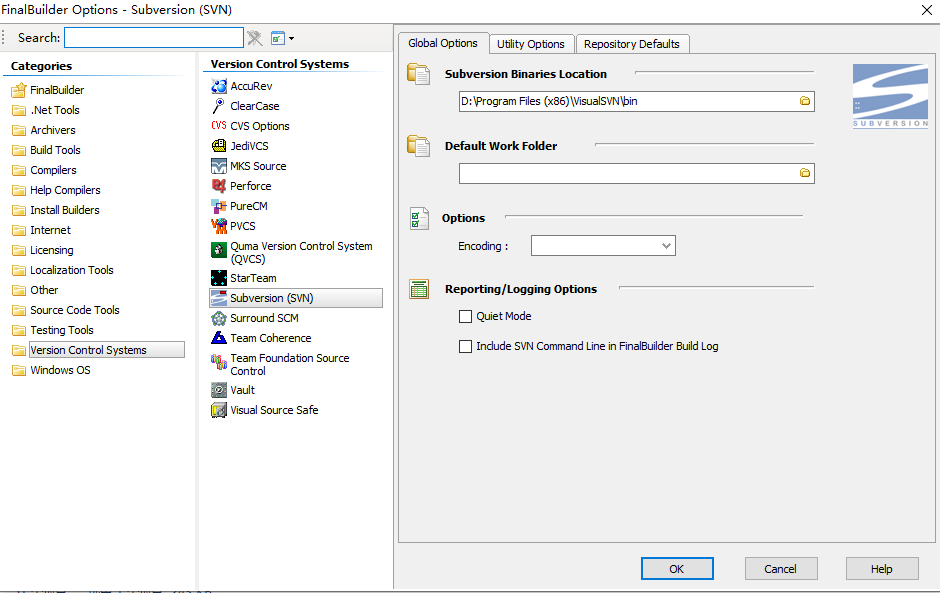 FinalBuilder Options - Subversion (SVN)
Search:
Categories
FinalBuilder
.Net Tools
Archivers
Build Tools
Compilers
Help Compilers
Install Builders
Internet
Licensing
Localization Tools
Other
Source Code Tools
Testing Tools
Version Control Systems
Windows OS
Version Control Systems
AccuRev
ClearCase
CVS CVS Options
JediVCS
MKS Source
Perforce
PureCM
PVCS
Quma Version Control System
(QVCS)
StarTeam
Subversion (SVN)
Surround SCM
Team Coherence
Team Foundation Source
Control
Vault
Visual Source Safe
Global Options
Utility Options
Repository Defaults
Subversion Binaries Location
D:\Program Files (x86)\VisualSVN\bin
SUBVERSION
Default Work Folder
Options
Encoding :
Reporting/Logging Options
Quiet Mode
Include SVN Command Line in FinalBuilder Build Log
OK
Cancel
Help